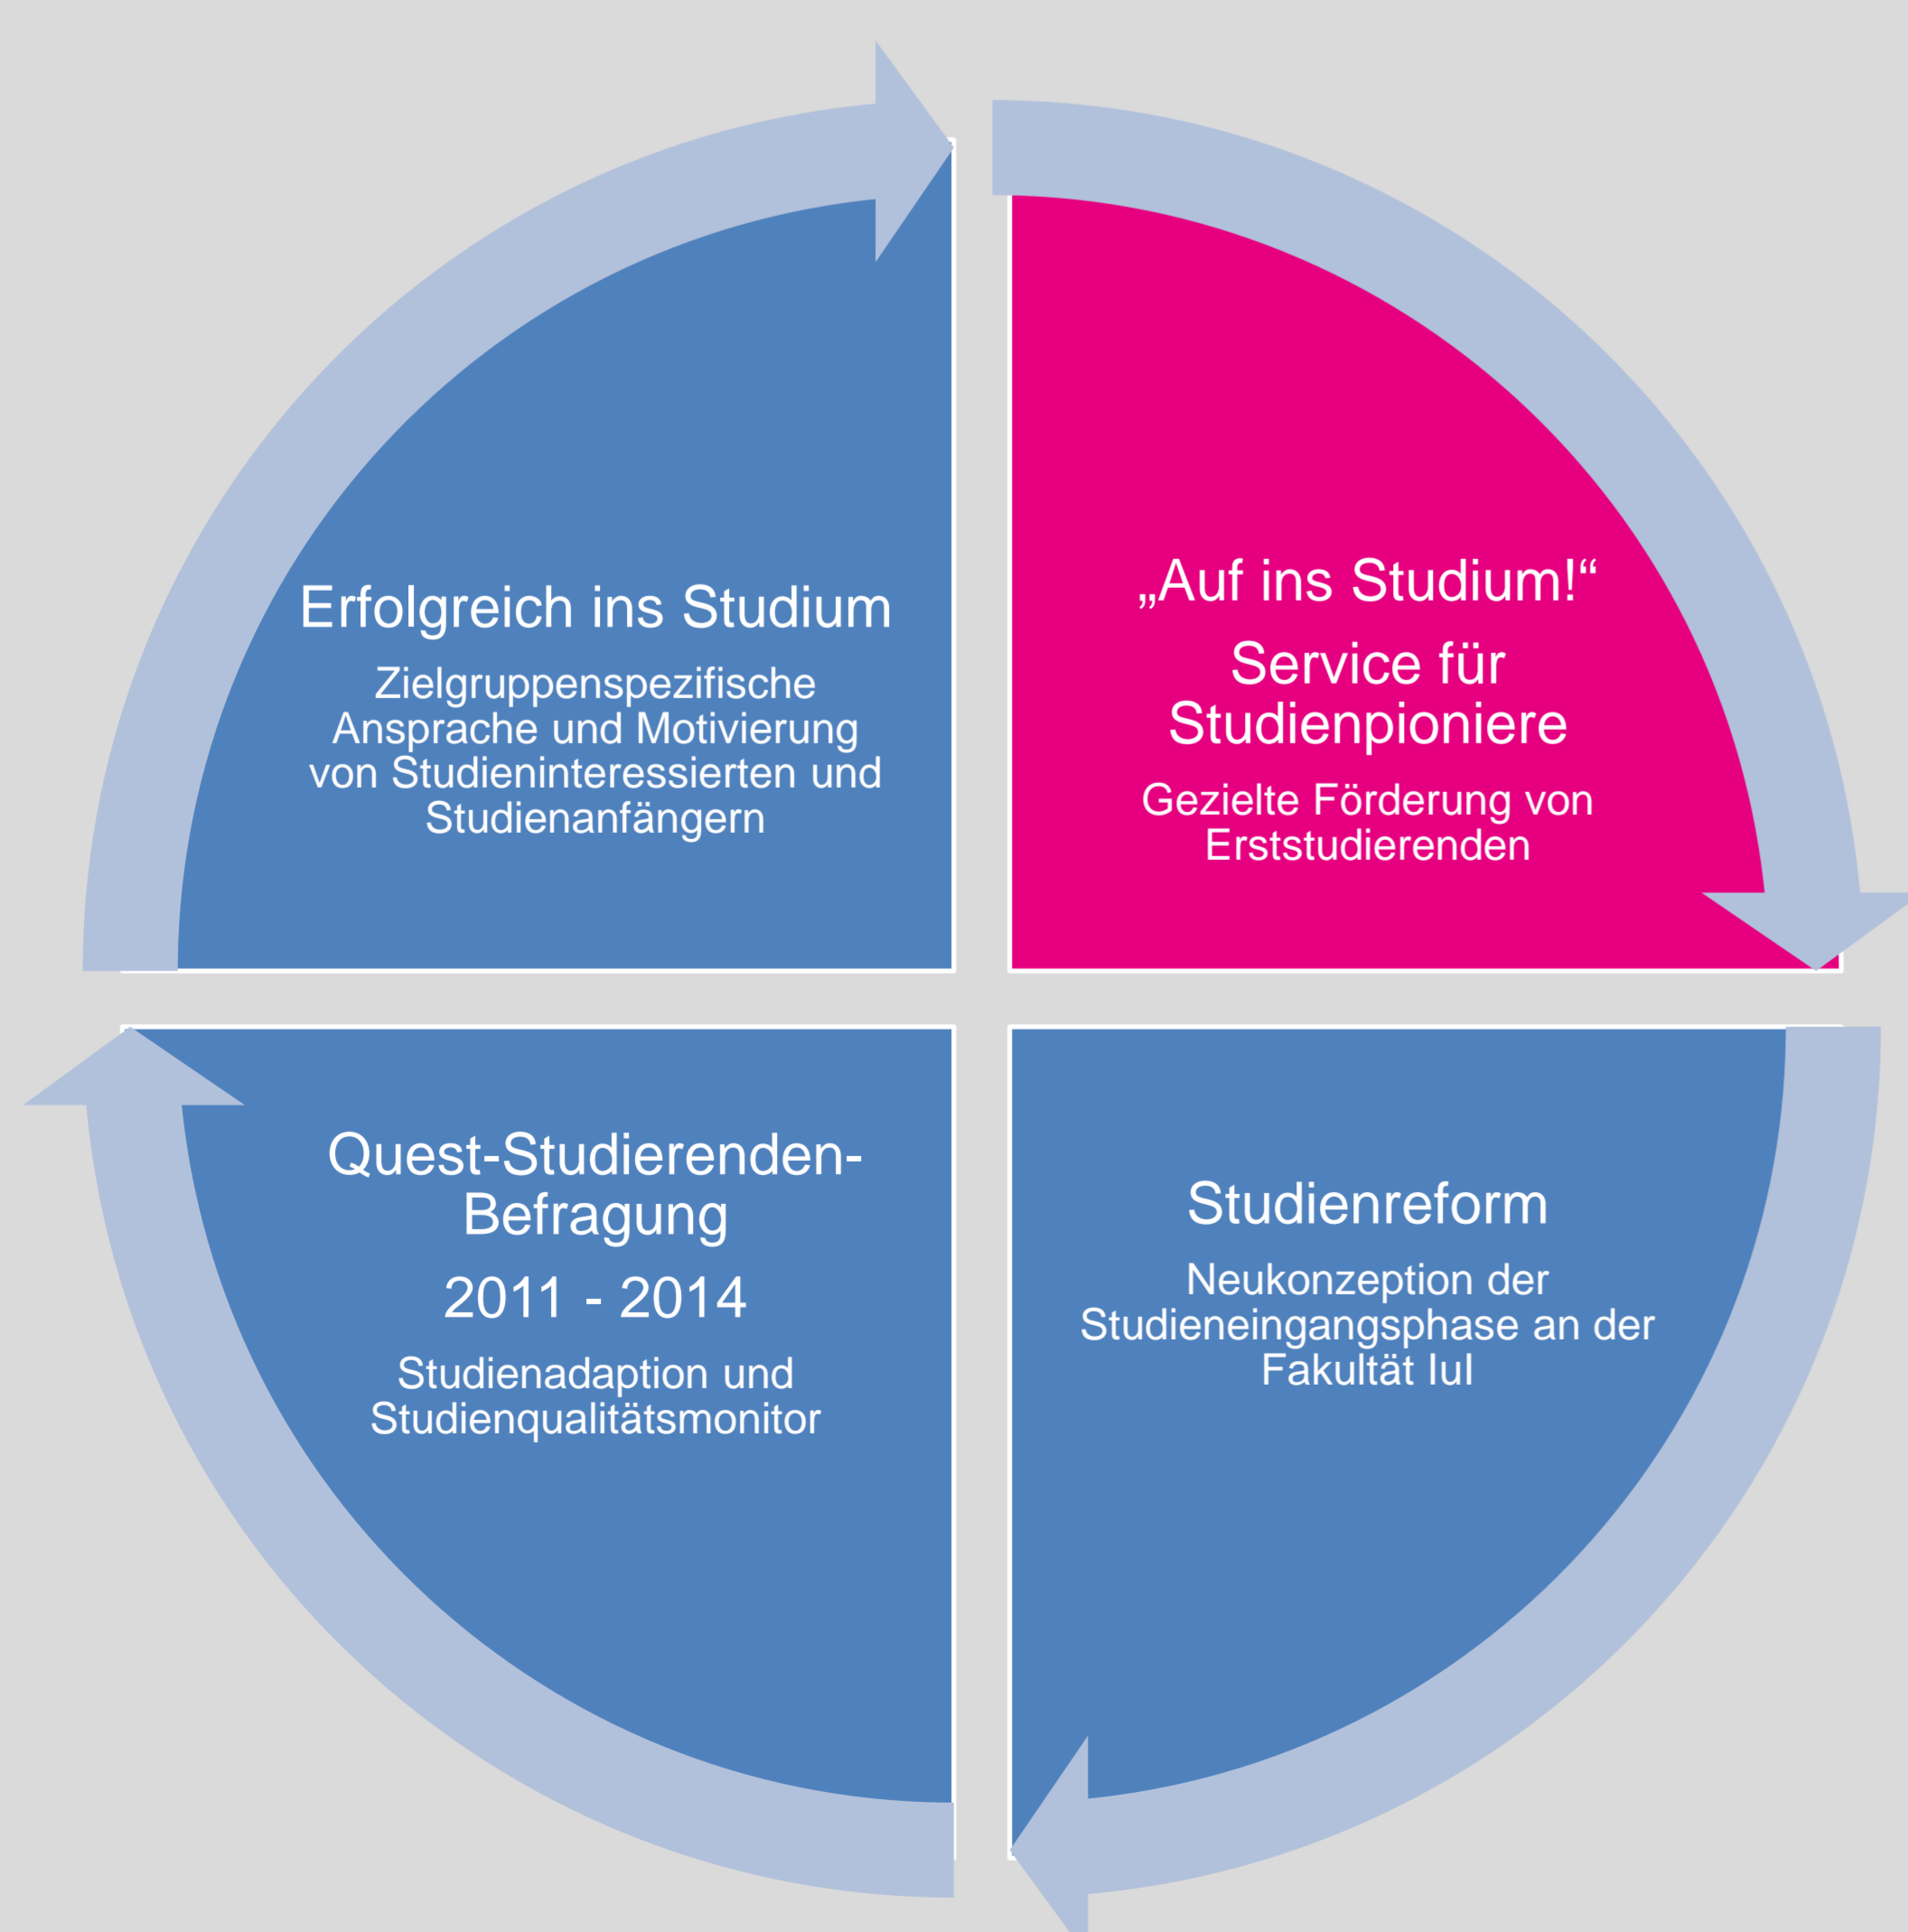 Erfolgreich ins Studium
Zielgruppenspezifische
Ansprache und Motivierung
von Studieninteressierten und
Studienanfängern
„Auf ins Studium!“
Service für
Studienpioniere
Gezielte Förderung von
Erststudierenden
Quest-Studierenden-
Befragung
2011 - 2014
Studienadaption und
Studienqualitätsmonitor
Studienreform
Neukonzeption der
Studieneingangsphase an der
Fakultät IuI